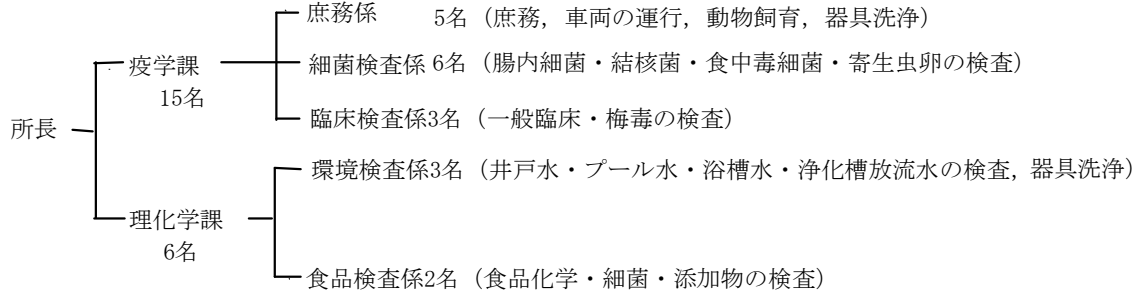 庶務係 5名（庶務，車両の運行，動物飼育，器具洗浄）
疫学課
細菌検査係 6名（腸内細菌・結核菌・食中毒細菌・寄生虫卵の検査）
15名
臨床検査係3名（一般臨床・梅毒の検査）
所長
環境検査係3名（井戸水・プール水・浴槽水・浄化槽放流水の検査，器具洗浄）
理化学課
6名
食品検査係2名（食品化学・細菌・添加物の検査）